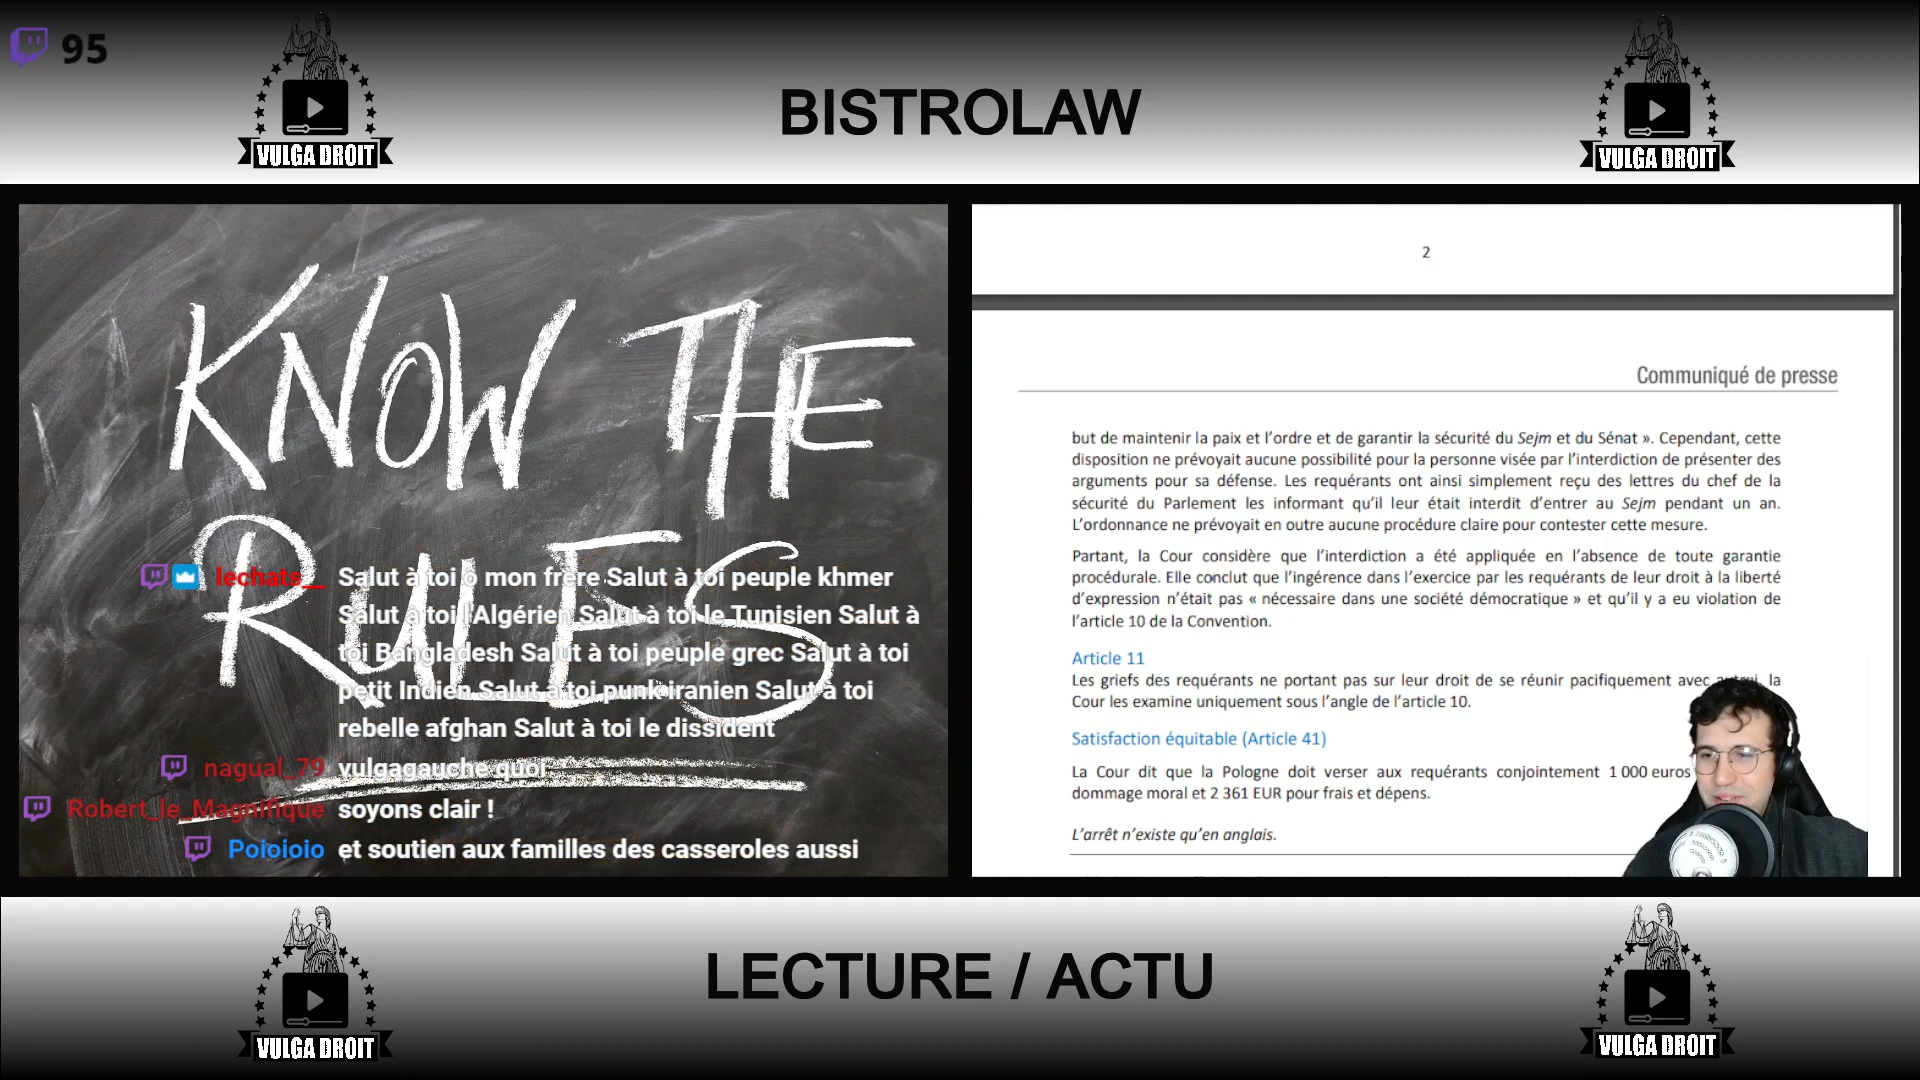 95
BISTROLAW
VULGA DROIT
VULGA DROIT
KNOW THE
RULES
lechats__ Salut à toi ô mon frère Salut à toi peuple khmer
Salut à toi l'Algérien Salut à toi le Tunisien Salut à
toi Bangladesh Salut à toi peuple grec Salut à toi
petit Indien Salut à toi punk iranien Salut à toi
rebelle afghan Salut à toi le dissident
nagual_79 vulgagauche quoi
Robert_le_Magnifique soyons clair !
Poloioio et soutien aux familles des casseroles aussi
2
Communiqué de presse
but de maintenir la paix et l'ordre et de garantir la sécurité du Sejm et du Sénat ». Cependant, cette
disposition ne prévoyait aucune possibilité pour la personne visée par l'interdiction de présenter des
arguments pour sa défense. Les requérants ont ainsi simplement reçu des lettres du chef de la
sécurité du Parlement les informant qu'il leur était interdit d'entrer au Sejm pendant un an.
L'ordonnance ne prévoyait en outre aucune procédure claire pour contester cette mesure.
Partant, la Cour considère que l'interdiction a été appliquée en l'absence de toute garantie
procédurale. Elle conclut que l'ingérence dans l'exercice par les requérants de leur droit à la liberté
d'expression n'était pas « nécessaire dans une société démocratique » et qu'il y a eu violation de
l'article 10 de la Convention.
Article 11
Les griefs des requérants ne portant pas sur leur droit de se réunir pacifiquement avec la
Cour les examine uniquement sous l'angle de l'article 10.
Satisfaction équitable (Article 41)
La Cour dit que la Pologne doit verser aux requérants conjointement 1 000 euros
dommage moral et 2 361 EUR pour frais et dépens.
L'arrêt n'existe qu'en anglais.
LECTURE / ACTU
VULGA DROIT
VULGA DROIT